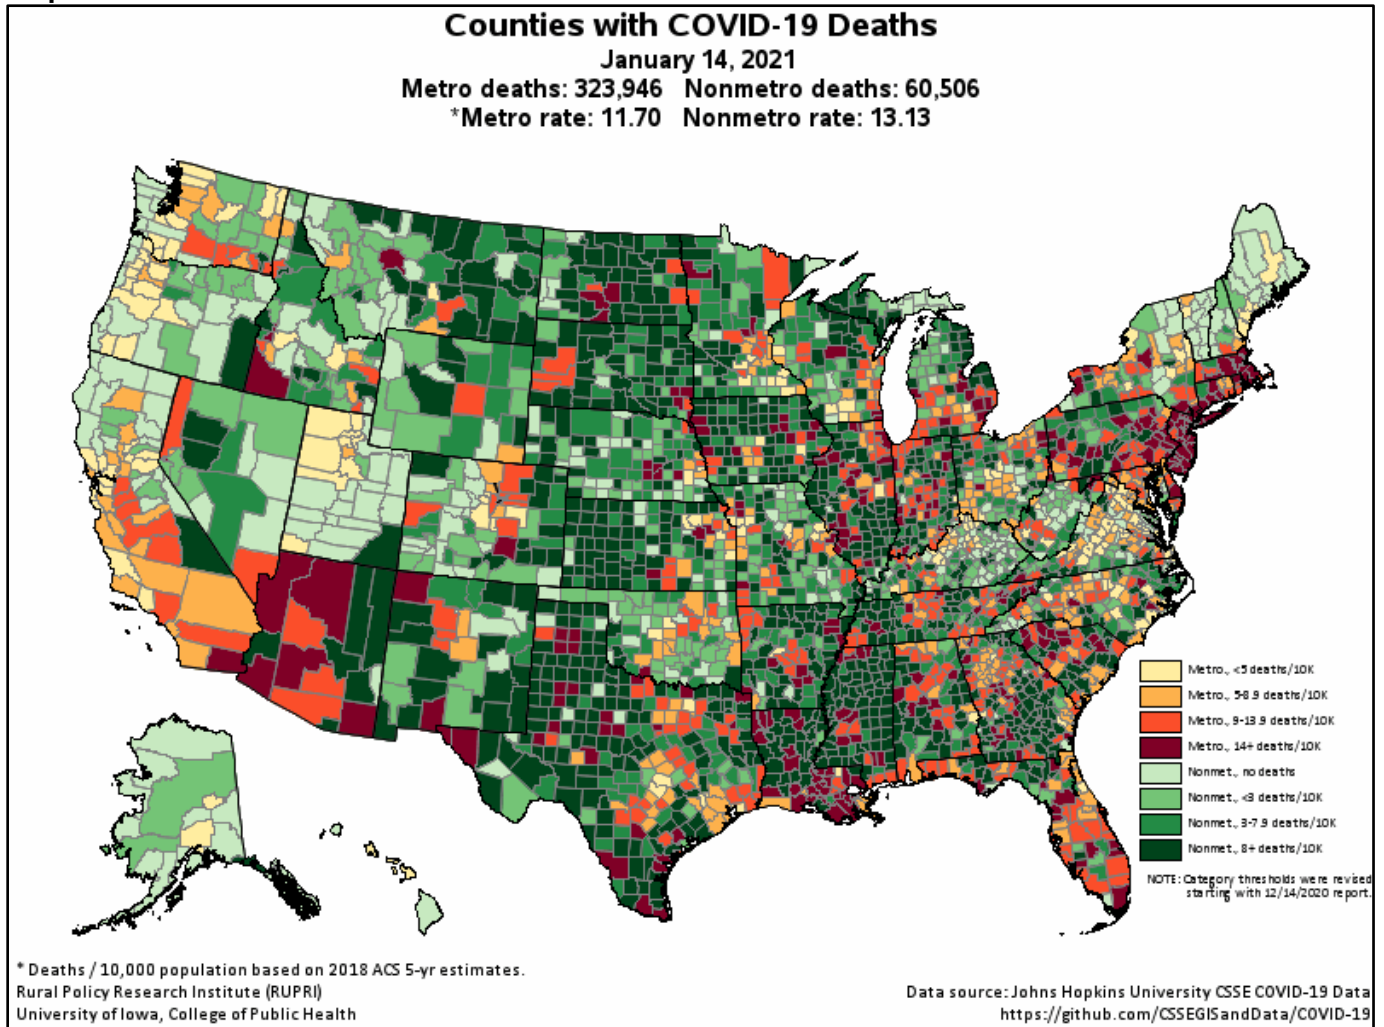 Counties with COVID-19 Deaths
January 14, 2021
Metro deaths: 323,946 Nonmetro deaths: 60,506
*Metro rate: 11.70 Nonmetro rate: 13.13
Metro., <5 deaths/10K
Metro., 5-8.9 deaths/10K
Metro., 9-13.9 deaths/10K
Metro., 14+ deaths/10K
Nonmet., no deaths
Nonmet., <3 deaths/10K
Nonmet., 3-7.9 deaths/10K
Nonmet., 8+ deaths/10K
NOTE: Category thresholds were revised
starting with 12/14/2020 report.
* Deaths / 10,000 population based on 2018 ACS 5-yr estimates.
Rural Policy Research Institute (RUPRI)
University of Iowa, College of Public Health
Data source: Johns Hopkins University CSSE COVID-19 Data
https://github.com/CSSEGISandData/COVID-19